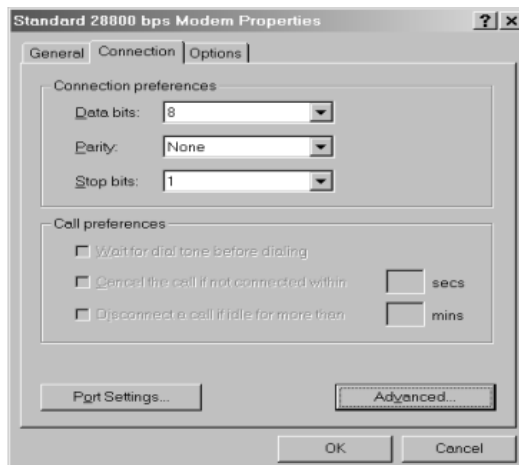 Standard 28800 bps Modem Properties ? ×
General Connection Options
Connection preferences
Data bits: 8
Parity: None
Stop bits: 1
Call preferences
Wait for dial tone before dialing
Cancel the call if not connected within secs
Disconnect a call if idle for more than mins
Port Settings... Advanced...
OK Cancel